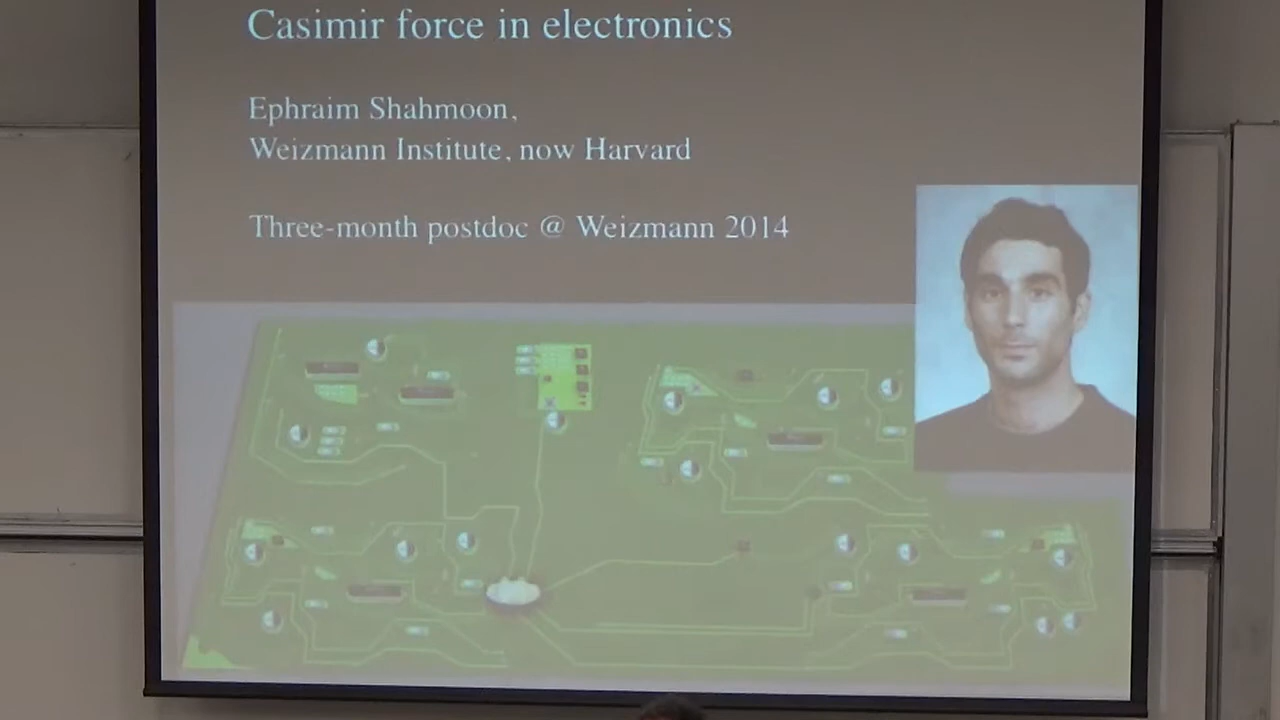 Casimir force in electronics
Ephraim Shahmoon,
Weizmann Institute, now Harvard
Three-month postdoc @ Weizmann 2014